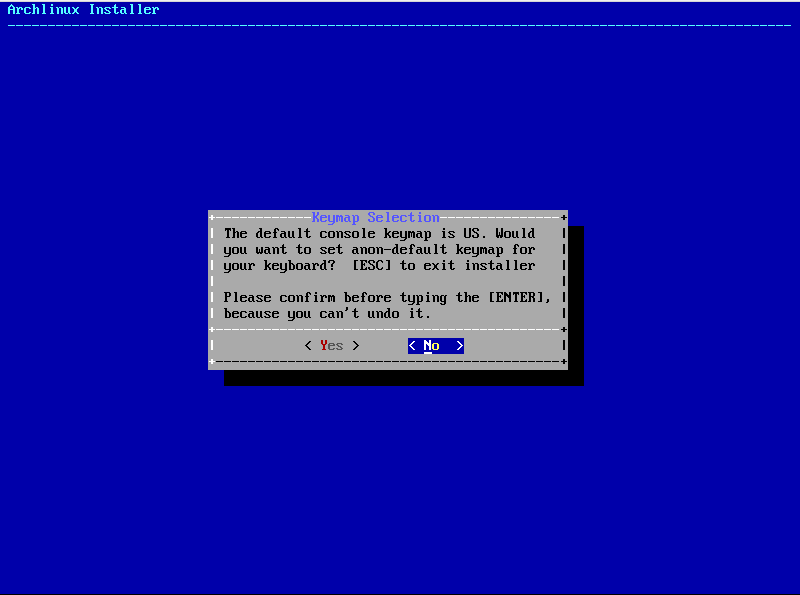 Archlinux Installer
Keymap Selection
The default console keymap is US. Would
you want to set anon-default keymap for
your keyboard?  [ESC] to exit installer
Please confirm before typing the [ENTER],
because you can't undo it.
< Yes > < No >